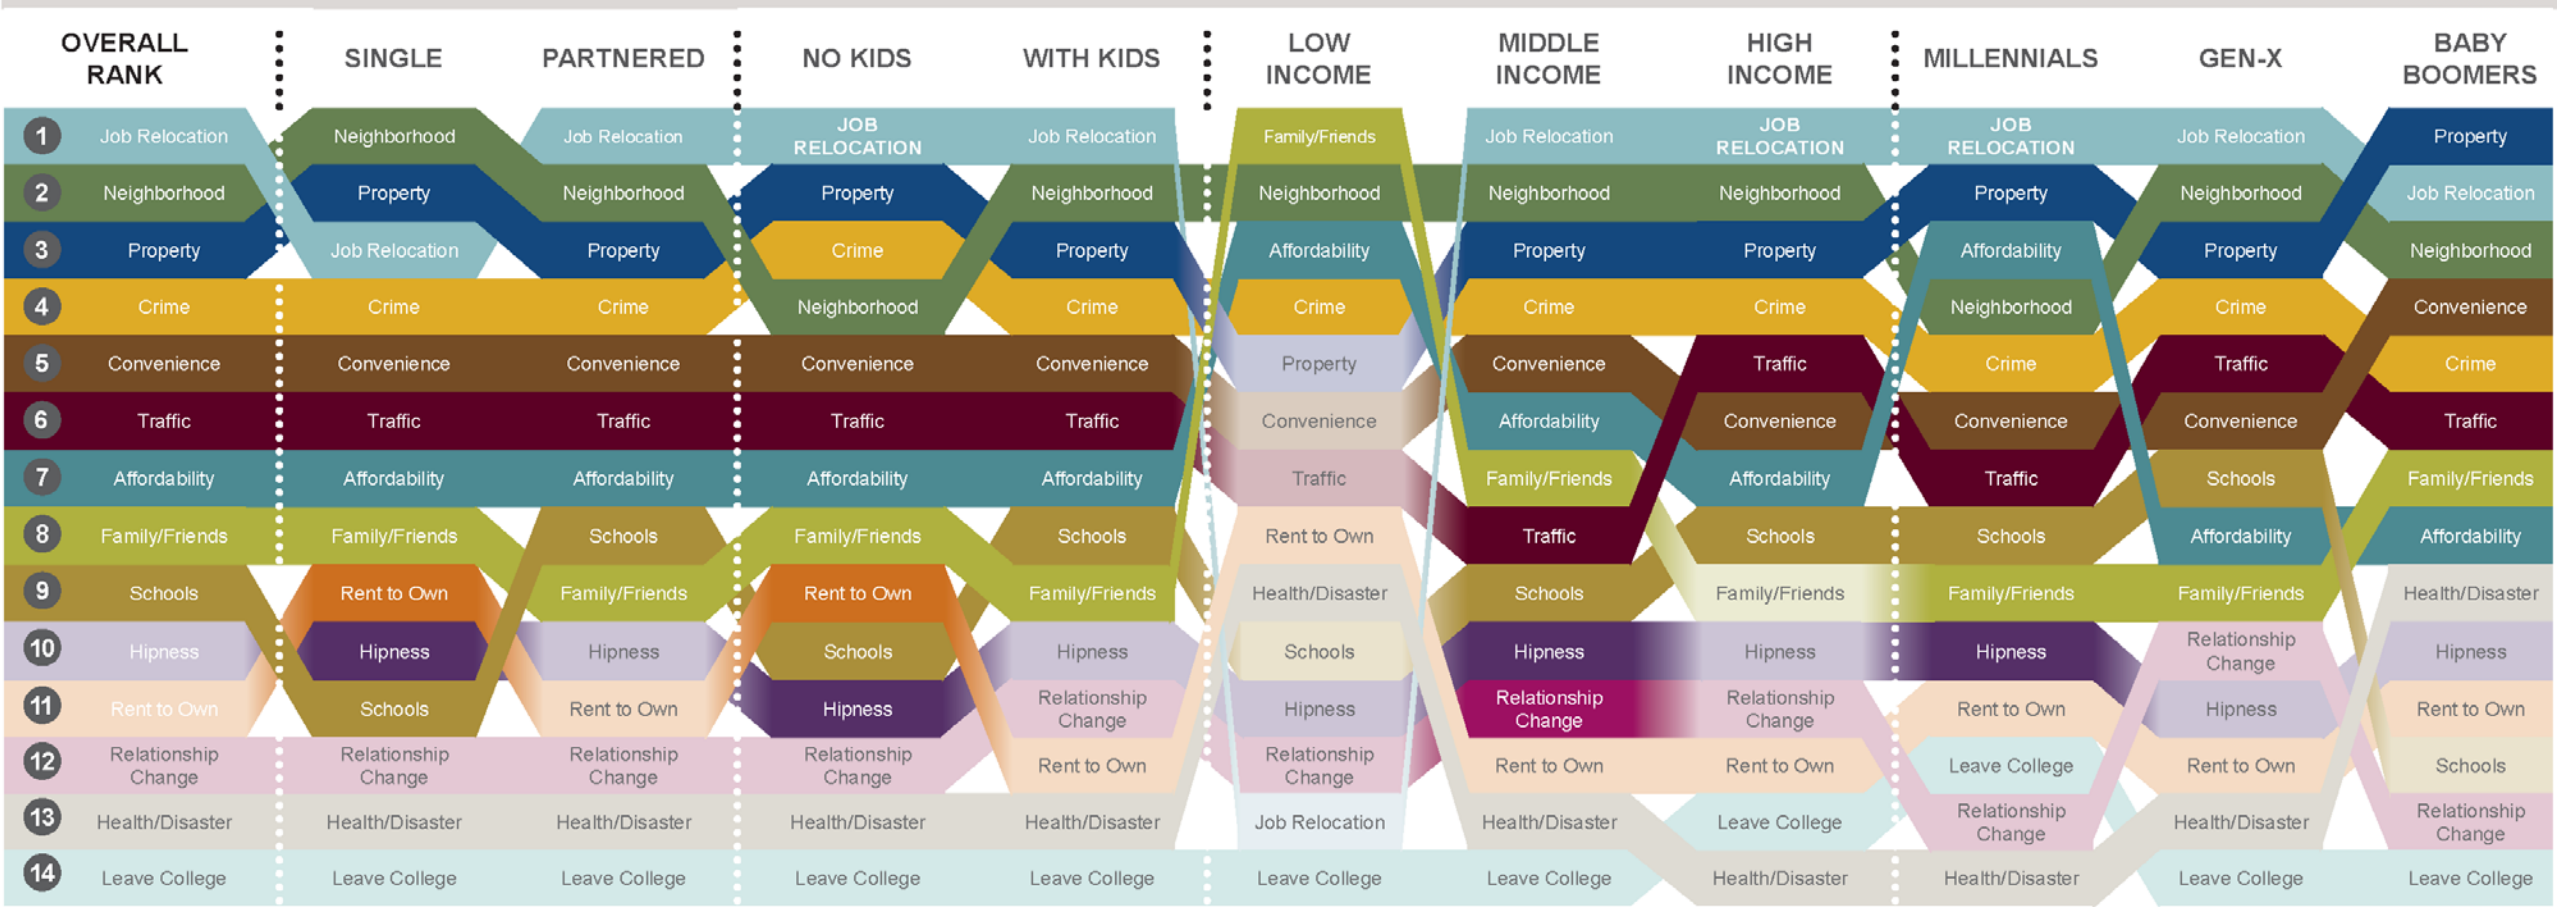 OVERALL RANK
SINGLE
PARTNERED
NO KIDS
WITH KIDS
LOW INCOME
MIDDLE INCOME
HIGH INCOME
MILLENNIALS
GEN-X
BABY BOOMERS
1 Job Relocation Neighborhood Job Relocation JOB RELOCATION Job Relocation Family/Friends Job Relocation JOB RELOCATION JOB RELOCATION Job Relocation Property
2 Neighborhood Property Neighborhood Property Neighborhood Neighborhood Neighborhood Neighborhood Property Neighborhood Job Relocation
3 Property Job Relocation Property Crime Property Affordability Property Property Affordability Property Neighborhood
4 Crime Crime Crime Neighborhood Crime Crime Crime Crime Neighborhood Crime Convenience
5 Convenience Convenience Convenience Convenience Convenience Property Convenience Traffic Crime Traffic Crime
6 Traffic Traffic Traffic Traffic Traffic Convenience Affordability Convenience Convenience Convenience Traffic
7 Affordability Affordability Affordability Affordability Affordability Traffic Family/Friends Affordability Traffic Schools Family/Friends
8 Family/Friends Family/Friends Schools Family/Friends Schools Rent to Own Traffic Schools Schools Affordability Affordability
9 Schools Rent to Own Family/Friends Rent to Own Family/Friends Health/Disaster Schools Family/Friends Family/Friends Family/Friends Health/Disaster
10 Hipness Hipness Hipness Schools Hipness Schools Hipness Hipness Hipness Relationship Change Hipness
11 Rent to Own Schools Rent to Own Hipness Relationship Change Hipness Relationship Change Relationship Change Rent to Own Hipness Rent to Own
12 Relationship Change Relationship Change Relationship Change Relationship Change Rent to Own Relationship Change Rent to Own Rent to Own Leave College Rent to Own Schools
13 Health/Disaster Health/Disaster Health/Disaster Health/Disaster Health/Disaster Job Relocation Health/Disaster Leave College Relationship Change Health/Disaster Relationship Change
14 Leave College Leave College Leave College Leave College Leave College Leave College Leave College Health/Disaster Health/Disaster Leave College Leave College